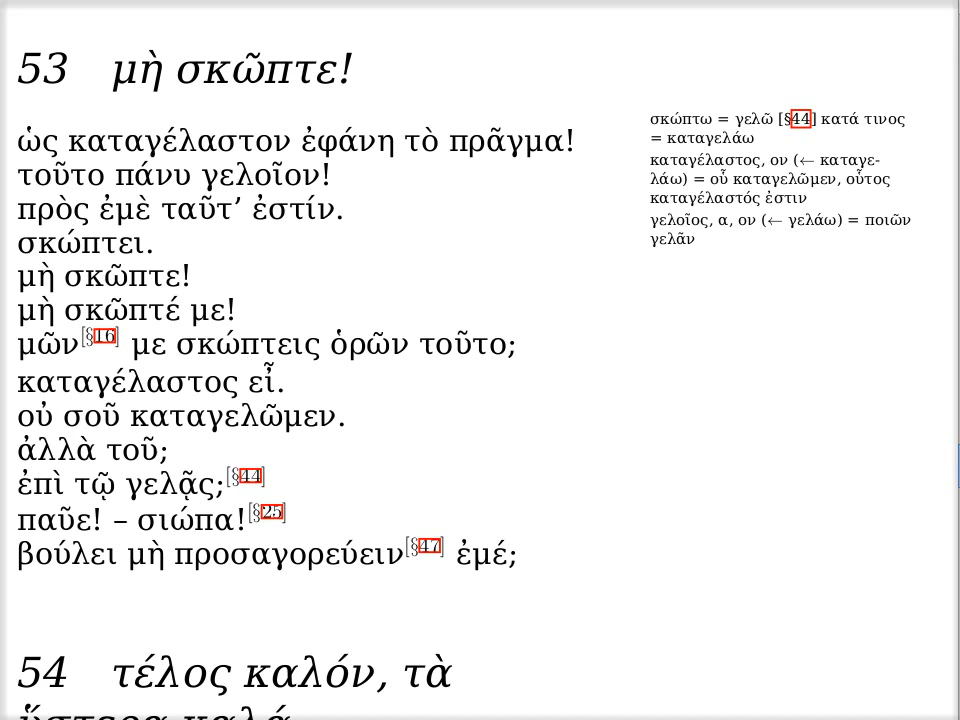 53 μὴ σκῶπτε!
ὡς καταγέλαστον ἐφάνη τὸ πρᾶγμα!
τοῦτο πάνυ γελοῖον!
πρὸς ἐμὲ ταῦτ’ ἐστίν.
σκώπτει.
μὴ σκῶπτε!
μὴ σκῶπτέ με!
μῶν[§16] με σκώπτεις ὁρῶν τοῦτο;
καταγέλαστος εἶ.
οὐ σοῦ καταγελῶμεν.
ἀλλὰ τοῦ;
ἐπὶ τῷ γελᾷς;[§44]
παῦε! – σιώπα![§25]
βούλει μὴ προσαγορεύειν[§47] ἐμέ;
σκώπτω = γελῶ [§44] κατά τινος
= καταγελάω
καταγέλαστος, ον (← καταγε-
λάω) = οὗ καταγελῶμεν, οὗτος
καταγέλαστός ἐστιν
γελοῖος, α, ον (← γελάω) = ποιῶν
γελᾶν
54 τέλος καλόν, τὰ
ὕστερα καλά